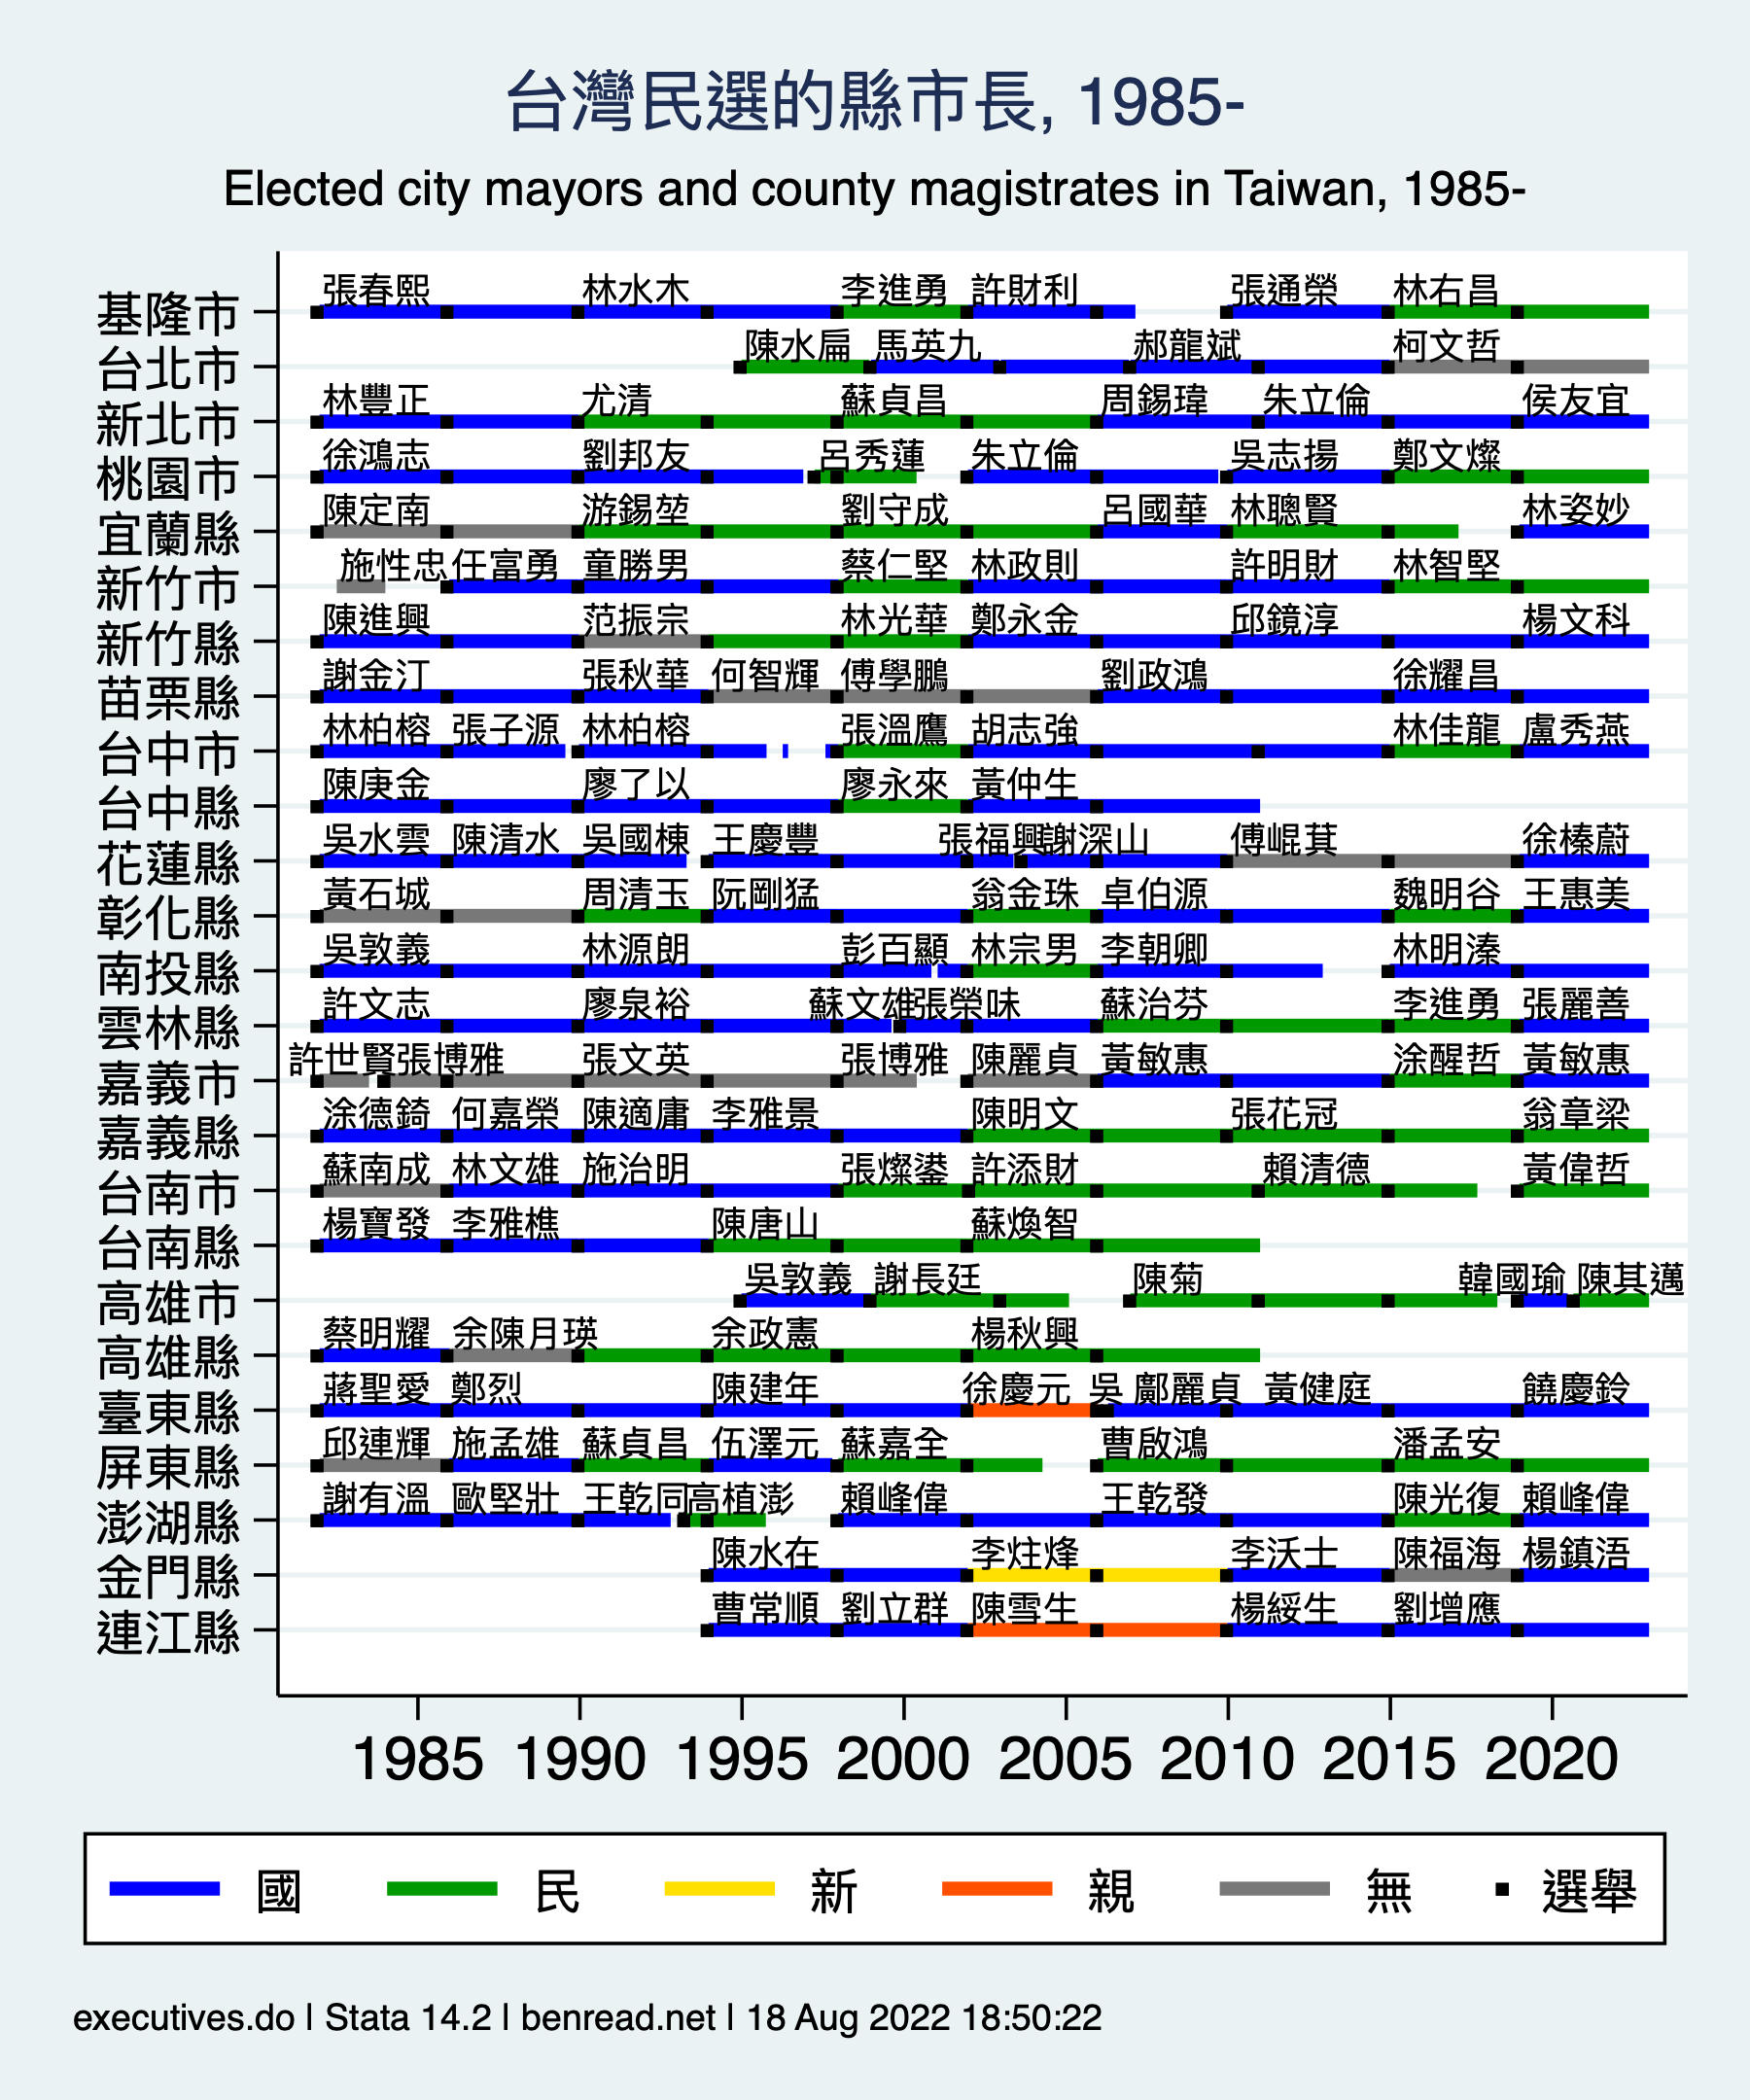 台灣民選的縣市長, 1985-
Elected city mayors and county magistrates in Taiwan, 1985-
基隆市 張春熙 林水木 李進勇 許財利 張通榮 林右昌
台北市 陳水扁 馬英九 郝龍斌 柯文哲
新北市 林豐正 尤清 蘇貞昌 周錫瑋 朱立倫 侯友宜
桃園市 徐鴻志 劉邦友 呂秀蓮 朱立倫 吳志揚 鄭文燦
宜蘭縣 陳定南 游錫堃 劉守成 呂國華 林聰賢 林姿妙
新竹市 施性忠 任富勇 童勝男 蔡仁堅 林政則 許明財 林智堅
新竹縣 陳進興 范振宗 林光華 鄭永金 邱鏡淳 楊文科
苗栗縣 謝金汀 張秋華 何智輝 傅學鵬 劉政鴻 徐耀昌
台中市 林柏榕 張子源 林柏榕 張溫鷹 胡志強 林佳龍 盧秀燕
台中縣 陳庚金 廖了以 廖永來 黃仲生
花蓮縣 吳水雲 陳清水 吳國棟 王慶豐 張福興 謝深山 傅崐萁 徐榛蔚
彰化縣 黃石城 周清玉 阮剛猛 翁金珠 卓伯源 魏明谷 王惠美
南投縣 吳敦義 林源朗 彭百顯 林宗男 李朝卿 林明溱
雲林縣 許文志 廖泉裕 蘇文雄 張榮味 蘇治芬 李進勇 張麗善
嘉義市 許世賢 張博雅 張文英 張博雅 陳麗貞 黃敏惠 涂醒哲 黃敏惠
嘉義縣 涂德錡 何嘉榮 陳適庸 李雅景 陳明文 張花冠 翁章梁
台南市 蘇南成 林文雄 施治明 張燦鍙 許添財 賴清德 黃偉哲
台南縣 楊寶發 李雅樵 陳唐山 蘇煥智
高雄市 吳敦義 謝長廷 陳菊 韓國瑜 陳其邁
高雄縣 蔡明耀 余陳月瑛 余政憲 楊秋興
臺東縣 蔣聖愛 鄭烈 陳建年 徐慶元 吳 鄺麗貞 黃健庭 饒慶鈴
屏東縣 邱連輝 施孟雄 蘇貞昌 伍澤元 蘇嘉全 曹啟鴻 潘孟安
澎湖縣 謝有溫 歐堅壯 王乾同 高植澎 賴峰偉 王乾發 陳光復 賴峰偉
金門縣 陳水在 李炷烽 李沃士 陳福海 楊鎮浯
連江縣 曹常順 劉立群 陳雪生 楊綏生 劉增應
1985 1990 1995 2000 2005 2010 2015 2020
國 民 新 親 無 選舉
executives.do | Stata 14.2 | benread.net | 18 Aug 2022 18:50:22